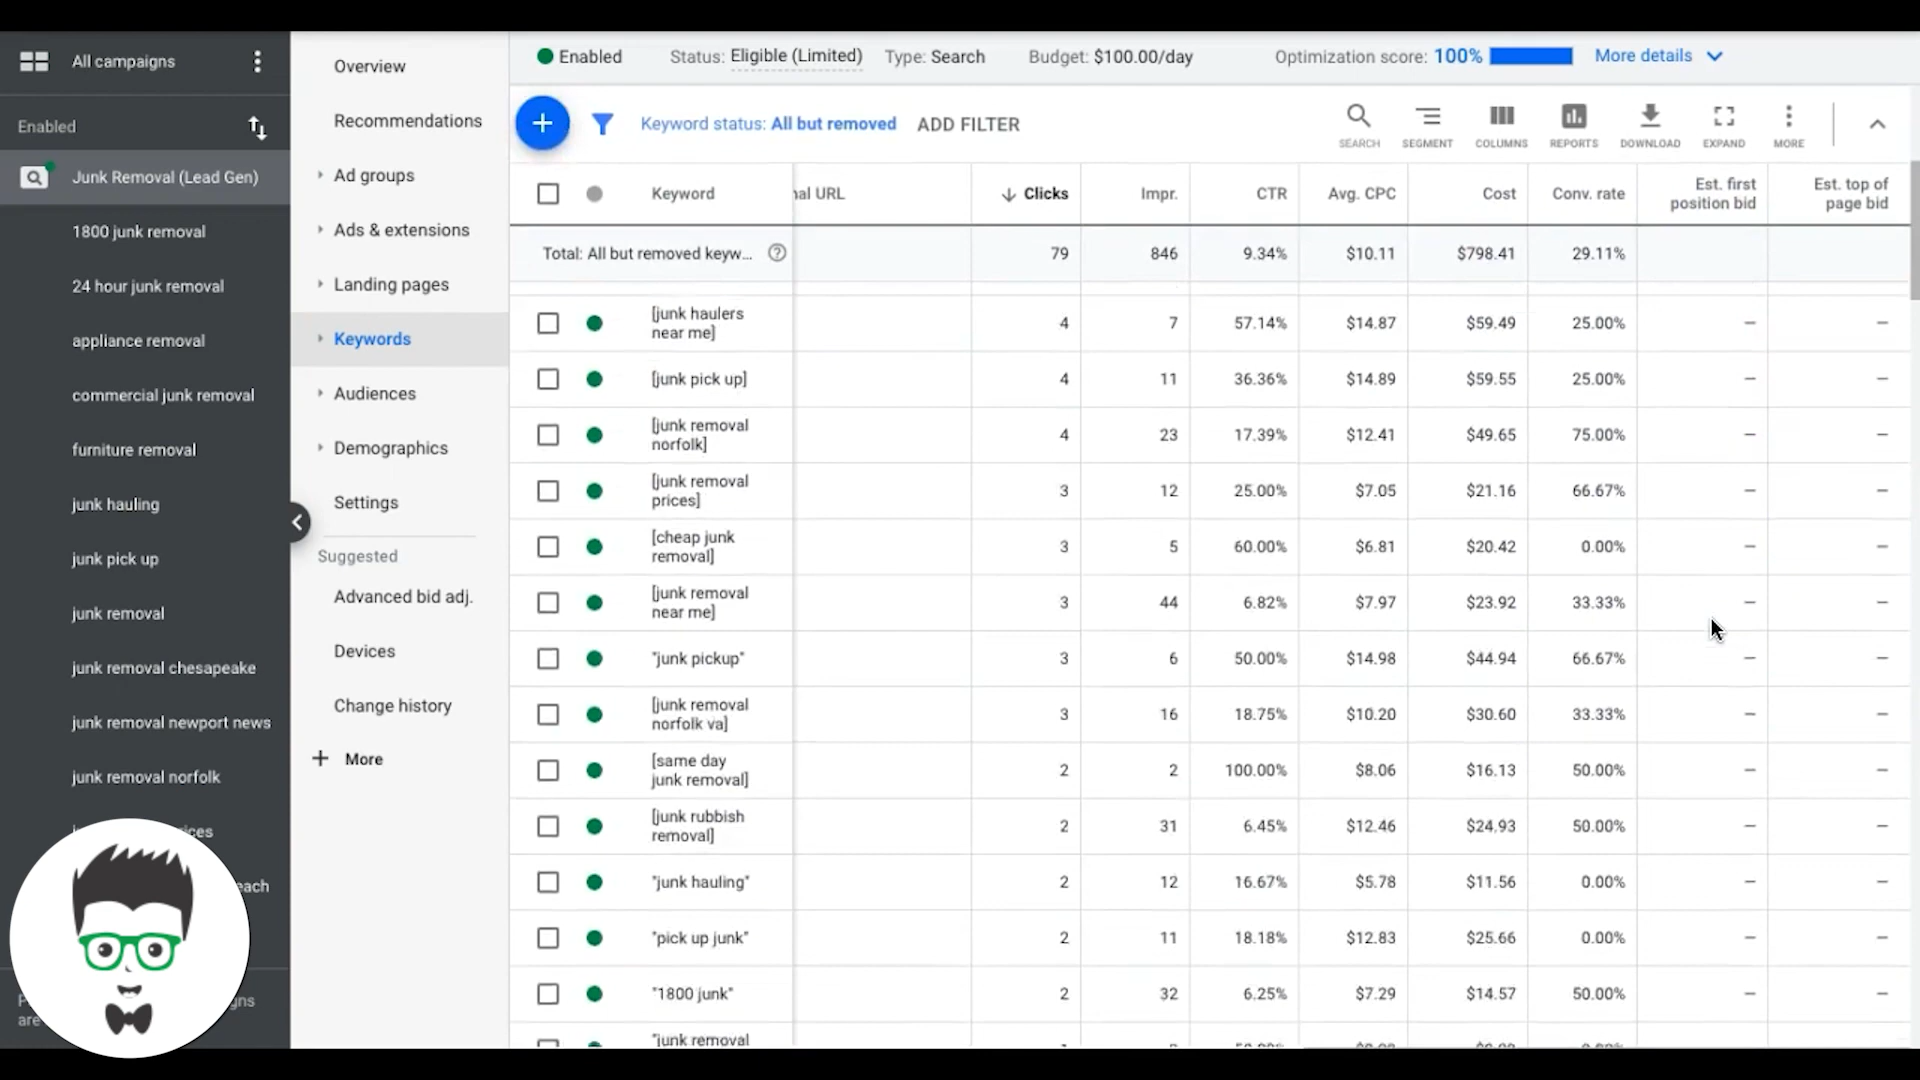 All campaigns
Enabled
Junk Removal (Lead Gen)
1800 junk removal
24 hour junk removal
appliance removal
commercial junk removal
furniture removal
junk hauling
junk pick up
junk removal
junk removal chesapeake
junk removal newport news
junk removal norfolk
Overview
Recommendations
Ad groups
Ads & extensions
Landing pages
Keywords
Audiences
Demographics
Settings
Suggested
Advanced bid adj.
Devices
Change history
More
Enabled Status: Eligible (Limited) Type: Search Budget: $100.00/day Optimization score: 100% More details
Keyword status: All but removed ADD FILTER
SEARCH SEGMENT COLUMNS REPORTS DOWNLOAD EXPAND MORE
Keyword URL Clicks Impr. CTR Avg. CPC Cost Conv. rate Est. first position bid Est. top of page bid
Total: All but removed keyw... 79 846 9.34% $10.11 $798.41 29.11%
[junk haulers near me] 4 7 57.14% $14.87 $59.49 25.00% — —
[junk pick up] 4 11 36.36% $14.89 $59.55 25.00% — —
[junk removal norfolk] 4 23 17.39% $12.41 $49.65 75.00% — —
[junk removal prices] 3 12 25.00% $7.05 $21.16 66.67% — —
[cheap junk removal] 3 5 60.00% $6.81 $20.42 0.00% — —
[junk removal near me] 3 44 6.82% $7.97 $23.92 33.33% — —
"junk pickup" 3 6 50.00% $14.98 $44.94 66.67% — —
[junk removal norfolk va] 3 16 18.75% $10.20 $30.60 33.33% — —
[same day junk removal] 2 2 100.00% $8.06 $16.13 50.00% — —
[junk rubbish removal] 2 31 6.45% $12.46 $24.93 50.00% — —
"junk hauling" 2 12 16.67% $5.78 $11.56 0.00% — —
"pick up junk" 2 11 18.18% $12.83 $25.66 0.00% — —
"1800 junk" 2 32 6.25% $7.29 $14.57 50.00% — —
"junk removal